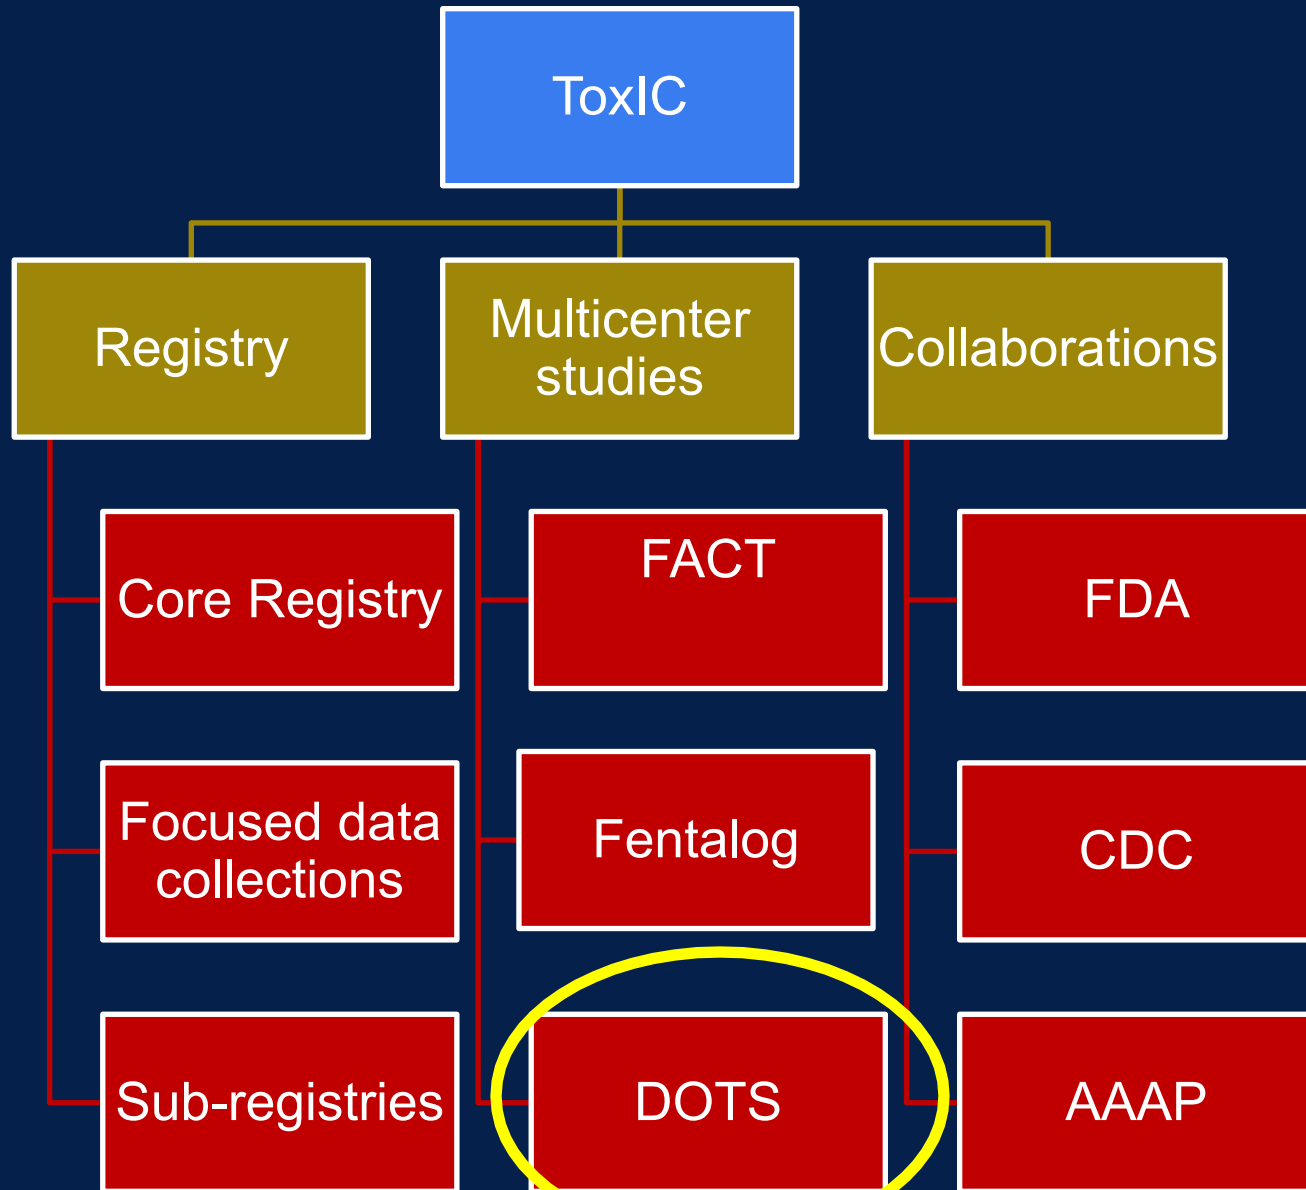 ToxIC
Registry
Multicenter
studies
Collaborations
Core Registry
FACT
FDA
Focused data
collections
Fentalog
CDC
Sub-registries
DOTS
AAAP